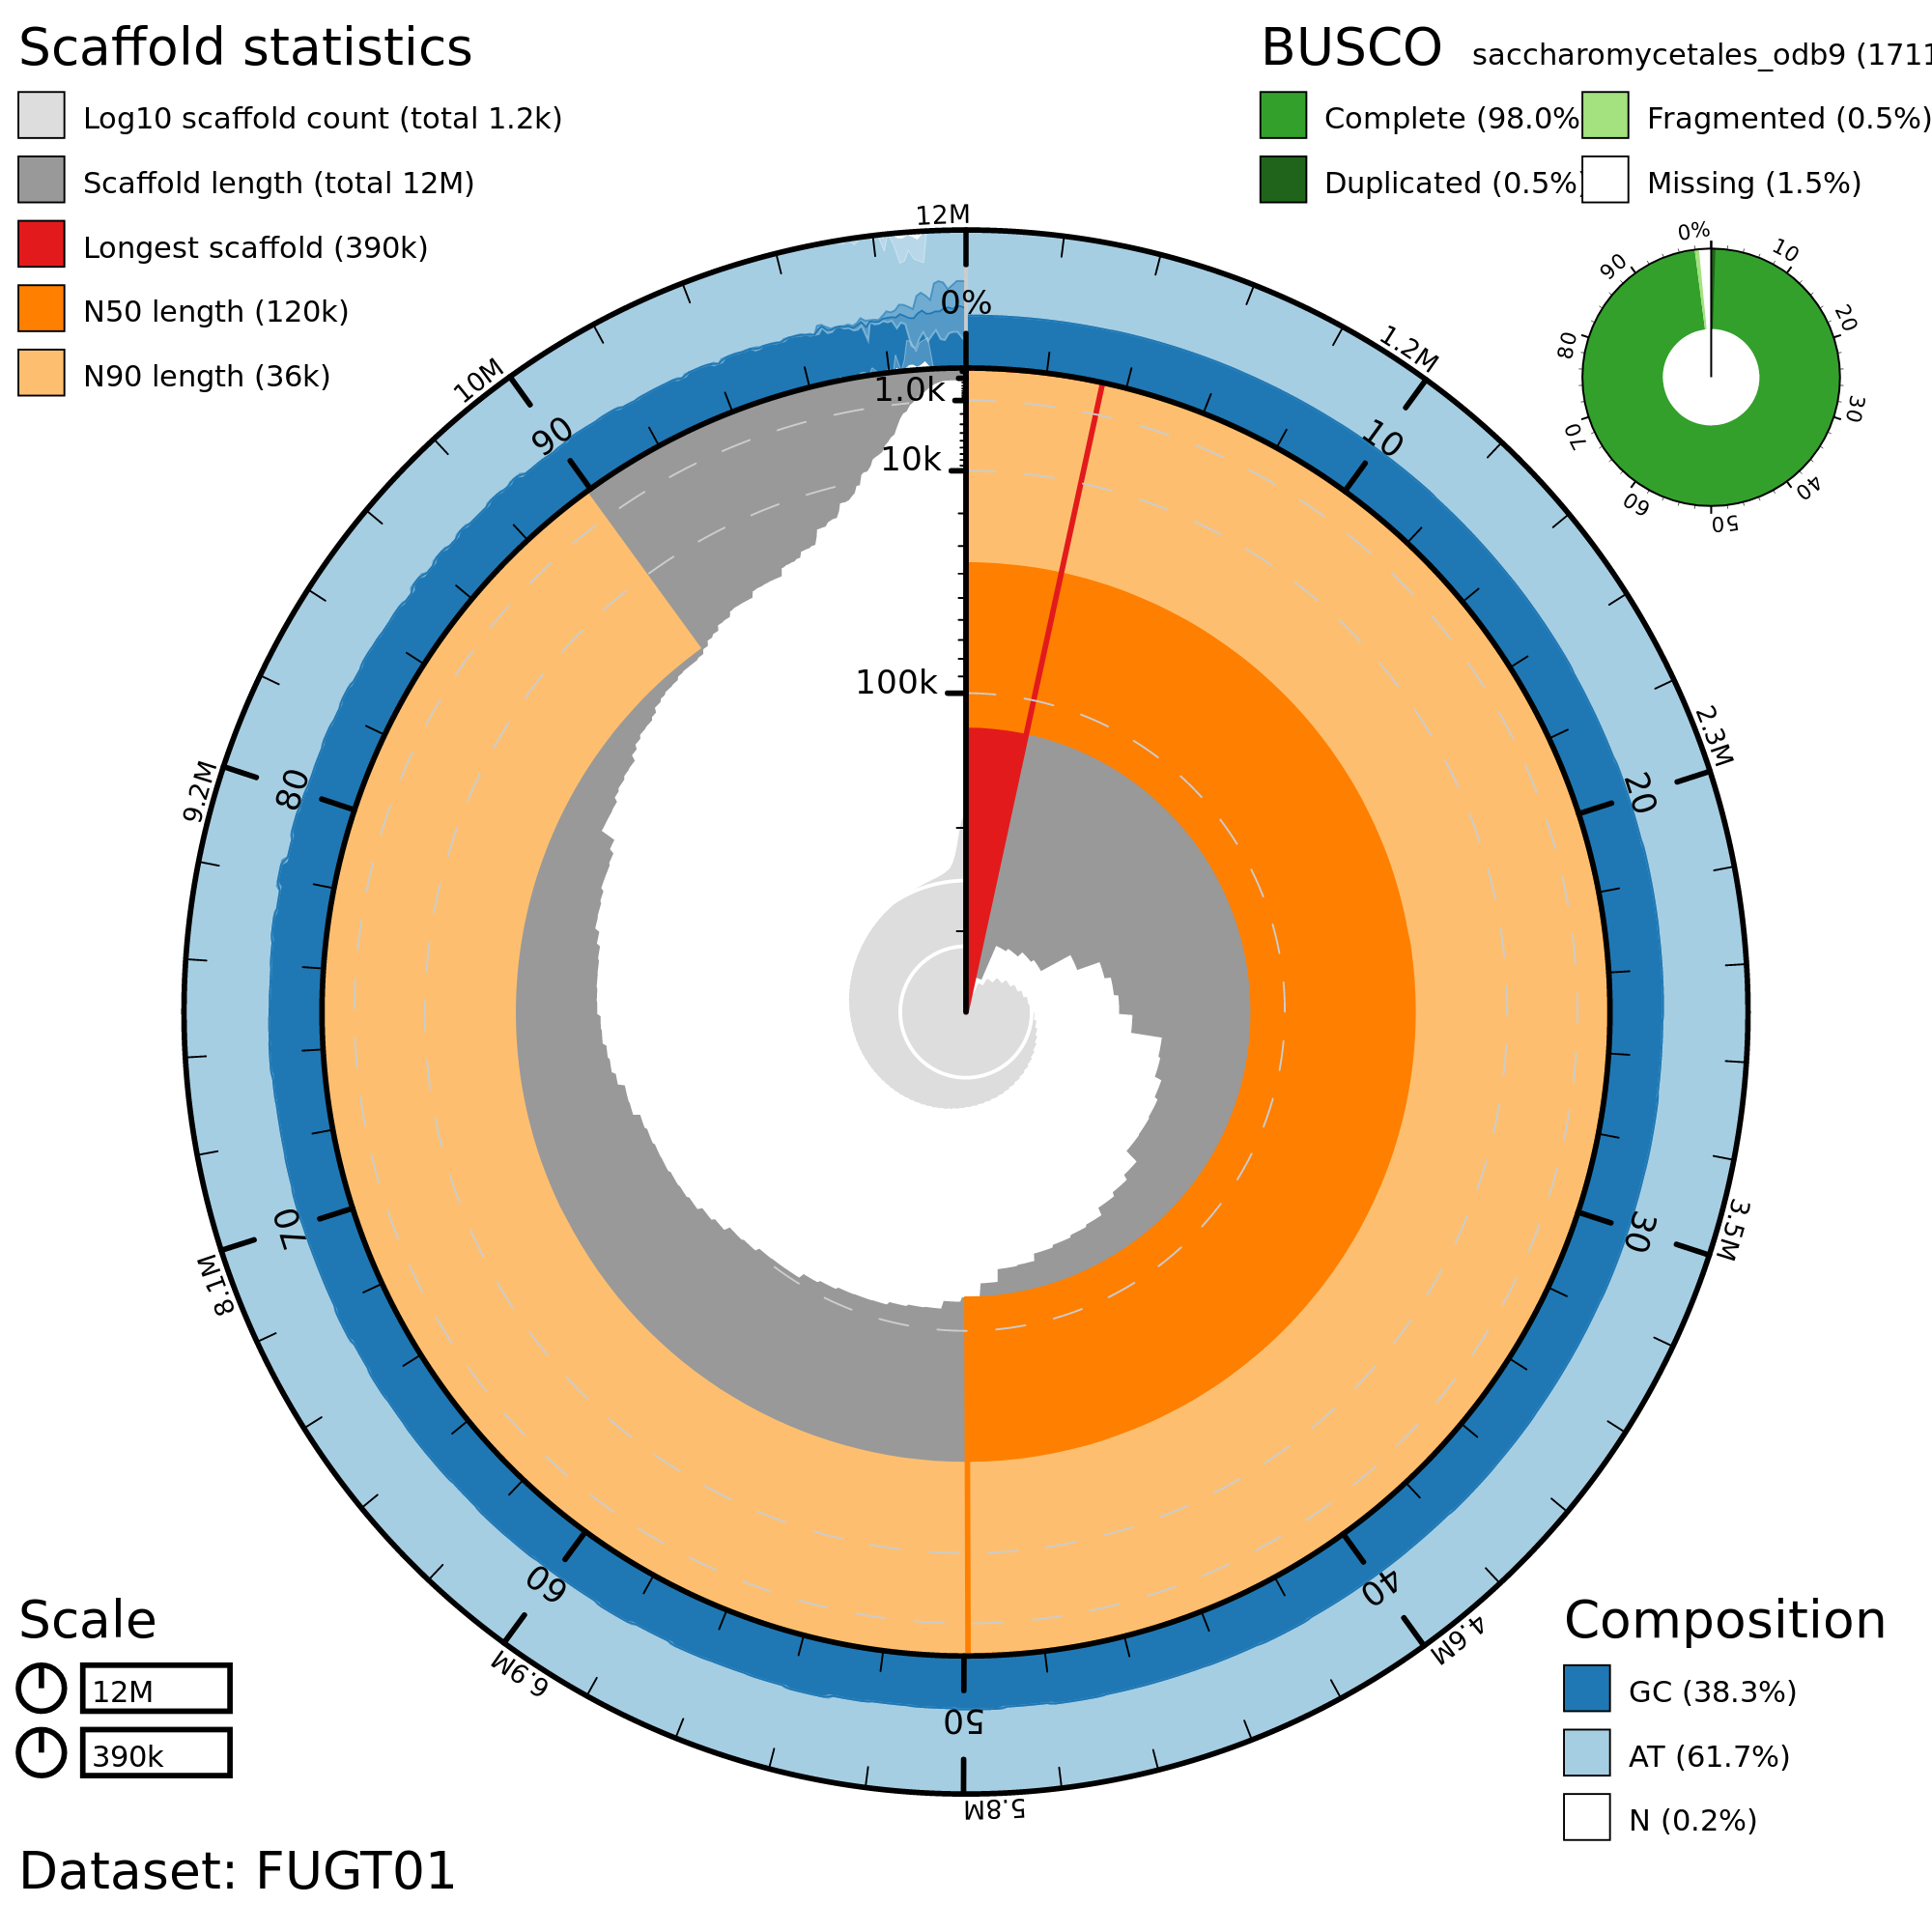 Scaffold statistics
Log10 scaffold count (total 1.2k)
Scaffold length (total 12M)
Longest scaffold (390k)
N50 length (120k)
N90 length (36k)
BUSCO saccharomycetales_odb9 (1711
Complete (98.0% Fragmented (0.5%)
Duplicated (0.5%) Missing (1.5%)
0%
10
20
30
40
50
60
70
80
90
12M
1.2M
2.3M
3.5M
4.6M
5.8M
6.9M
8.1M
9.2M
10M
0%
10
20
30
40
50
60
70
80
90
1.0k
10k
100k
Scale
12M
390k
Composition
GC (38.3%)
AT (61.7%)
N (0.2%)
Dataset: FUGT01